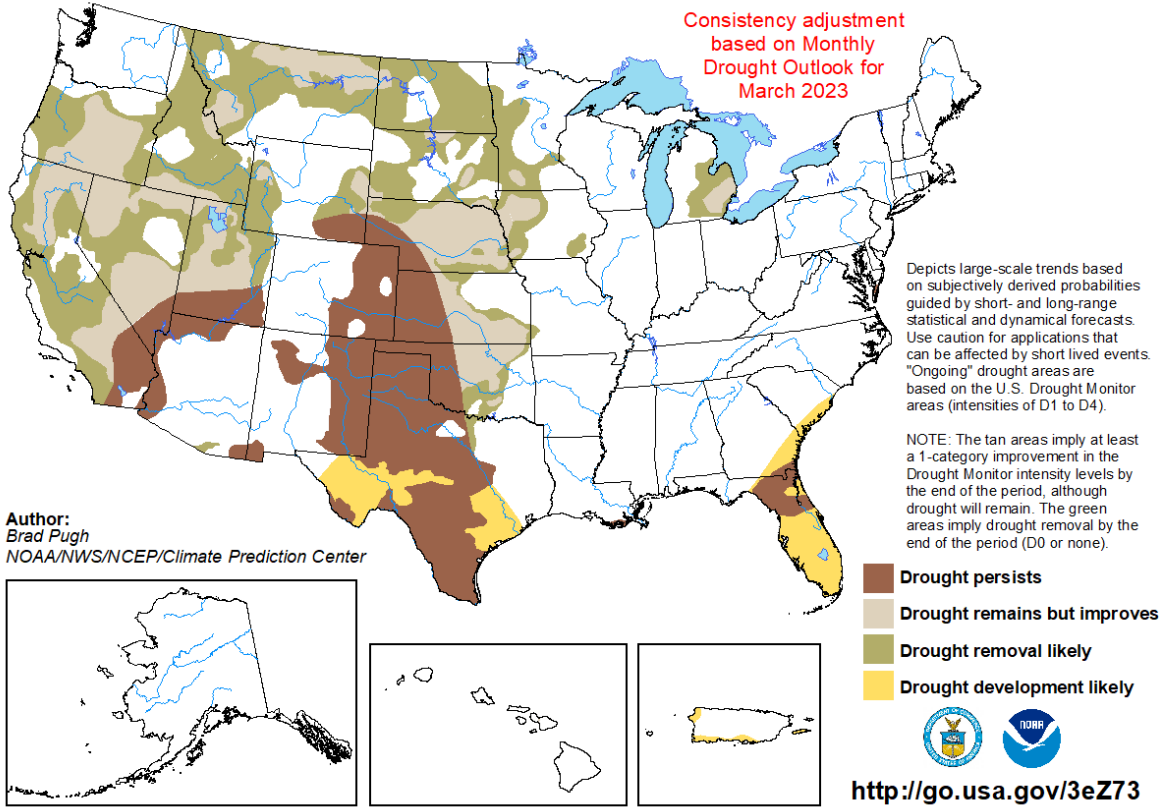 Consistency adjustment
based on Monthly
Drought Outlook for
March 2023
Depicts large-scale trends based
on subjectively derived probabilities
guided by short- and long-range
statistical and dynamical forecasts.
Use caution for applications that
can be affected by short lived events.
"Ongoing" drought areas are
based on the U.S. Drought Monitor
areas (intensities of D1 to D4).
NOTE: The tan areas imply at least
a 1-category improvement in the
Drought Monitor intensity levels by
the end of the period, although
drought will remain. The green
areas imply drought removal by the
end of the period (D0 or none).
Author:
Brad Pugh
NOAA/NWS/NCEP/Climate Prediction Center
Drought persists
Drought remains but improves
Drought removal likely
Drought development likely
NOAA
http://go.usa.gov/3eZ73